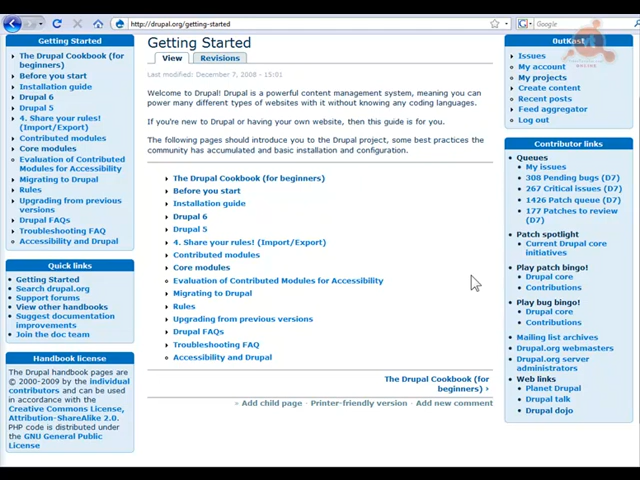 http://drupal.org/getting-started
Google
Getting Started
The Drupal Cookbook (for
beginners)
Before you start
Installation guide
Drupal 6
Drupal 5
4. Share your rules!
(Import/Export)
Contributed modules
Core modules
Evaluation of Contributed
Modules for Accessibility
Migrating to Drupal
Rules
Upgrading from previous
versions
Drupal FAQs
Troubleshooting FAQ
Accessibility and Drupal
Quick links
Getting Started
Search drupal.org
Support forums
View other handbooks
Suggest documentation
improvements
Join the doc team
Handbook license
The Drupal handbook pages are
© 2000-2009 by the individual
contributors and can be used
in accordance with the
Creative Commons License,
Attribution-ShareAlike 2.0.
PHP code is distributed under
the GNU General Public
License
Getting Started
View
Revisions
Last modified: December 7, 2008 - 15:01
Welcome to Drupal! Drupal is a powerful content management system, meaning you can
power many different types of websites with it without knowing any coding languages.
If you're new to Drupal or having your own website, then this guide is for you.
The following pages should introduce you to the Drupal project, some best practices the
community has accumulated and basic installation and configuration.
The Drupal Cookbook (for beginners)
Before you start
Installation guide
Drupal 6
Drupal 5
4. Share your rules! (Import/Export)
Contributed modules
Core modules
Evaluation of Contributed Modules for Accessibility
Migrating to Drupal
Rules
Upgrading from previous versions
Drupal FAQs
Troubleshooting FAQ
Accessibility and Drupal
The Drupal Cookbook (for
beginners) ›
» Add child page · Printer-friendly version · Add new comment
OutKast
Issues
My account
My projects
Create content
Recent posts
Feed aggregator
Log out
Contributor links
Queues
My issues
308 Pending bugs (D7)
267 Critical issues (D7)
1426 Patch queue (D7)
177 Patches to review
(D7)
Patch spotlight
Current Drupal core
initiatives
Play patch bingo!
Drupal core
Contributions
Play bug bingo!
Drupal core
Contributions
Mailing list archives
Drupal.org webmasters
Drupal.org server
administrators
Web links
Planet Drupal
Drupal talk
Drupal dojo